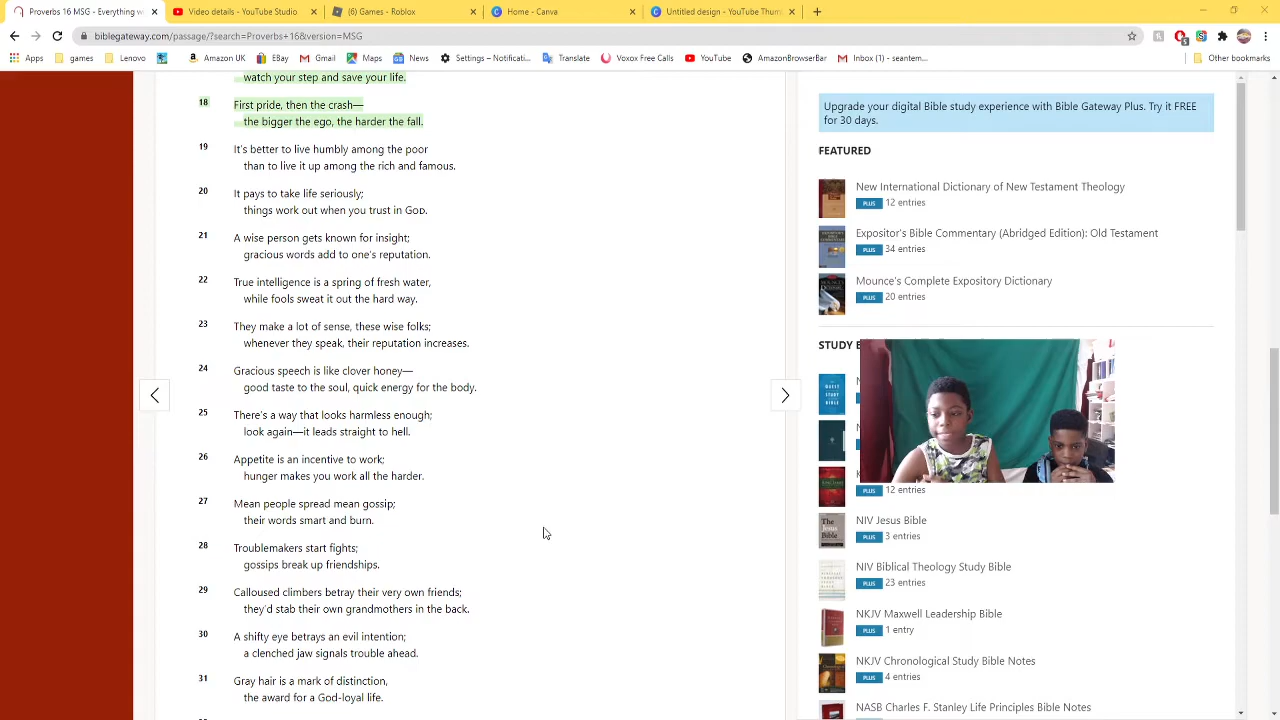 Proverbs 16 MSG - Everything w
Video details - YouTube Studio
(6) Games - Roblox
Home - Canva
Untitled design - YouTube Thum
biblegateway.com/passage/?search=Proverbs+16&version=MSG
Apps
games
Lenovo
Amazon UK
EBay
Gmail
Maps
News
Settings – Notificati...
Translate
Voxox Free Calls
YouTube
AmazonBrowserBar
Inbox (1) - seantem...
Other bookmarks
watch your step and save your life.
18 First pride, then the crash—
the bigger the ego, the harder the fall.
19 It's better to live humbly among the poor
than to live it up among the rich and famous.
20 It pays to take life seriously;
things work out when you trust in God.
21 A wise person gets known for insight;
gracious words add to one's reputation.
22 True intelligence is a spring of fresh water,
while fools sweat it out the hard way.
23 They make a lot of sense, these wise folks;
whenever they speak, their reputation increases.
24 Gracious speech is like clover honey—
good taste to the soul, quick energy for the body.
25 There's a way that looks harmless enough;
look again—it leads straight to hell.
26 Appetite is an incentive to work;
hunger makes you work all the harder.
27 Mean people spread mean gossip;
their words smart and burn.
28 Troublemakers start fights;
gossips break up friendships.
29 Calloused climbers betray their very own friends;
they'd stab their own grandmothers in the back.
30 A shifty eye betrays an evil intention;
a clenched jaw signals trouble ahead.
31 Gray hair is a mark of distinction,
the award for a God-loyal life.
Upgrade your digital Bible study experience with Bible Gateway Plus. Try it FREE
for 30 days.
FEATURED
New International Dictionary of New Testament Theology
PLUS 12 entries
Expositor's Bible Commentary (Abridged Edition): Old Testament
PLUS 34 entries
Mounce's Complete Expository Dictionary
PLUS 20 entries
STUDY B
PLUS 12 entries
NIV Jesus Bible
PLUS 3 entries
NIV Biblical Theology Study Bible
PLUS 23 entries
NKJV Maxwell Leadership Bible
PLUS 1 entry
NKJV Chronological Study Bible Notes
PLUS 4 entries
NASB Charles F. Stanley Life Principles Bible Notes